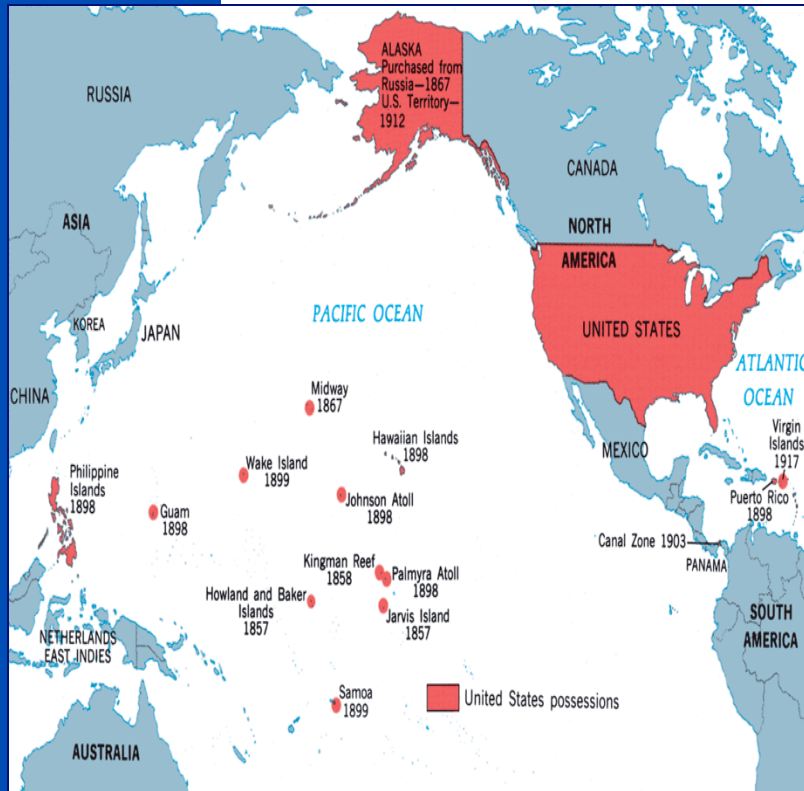 ALASKA
Purchased from
Russia—1867
U.S. Territory—
1912
RUSSIA
CANADA
ASIA
NORTH
AMERICA
KOREA
JAPAN
PACIFIC OCEAN
UNITED STATES
ATLANTIC
OCEAN
CHINA
Midway
1867
Hawaiian Islands
1898
MEXICO
Virgin
Islands
1917
Philippine
Islands
1898
Wake Island
1899
Guam
1898
Johnson Atoll
1898
Puerto Rico
1898
Canal Zone 1903
PANAMA
Kingman Reef
1858
Palmyra Atoll
1898
Howland and Baker
Islands
1857
Jarvis Island
1857
NETHERLANDS
EAST INDIES
SOUTH
AMERICA
Samoa
1899
United States possessions
AUSTRALIA